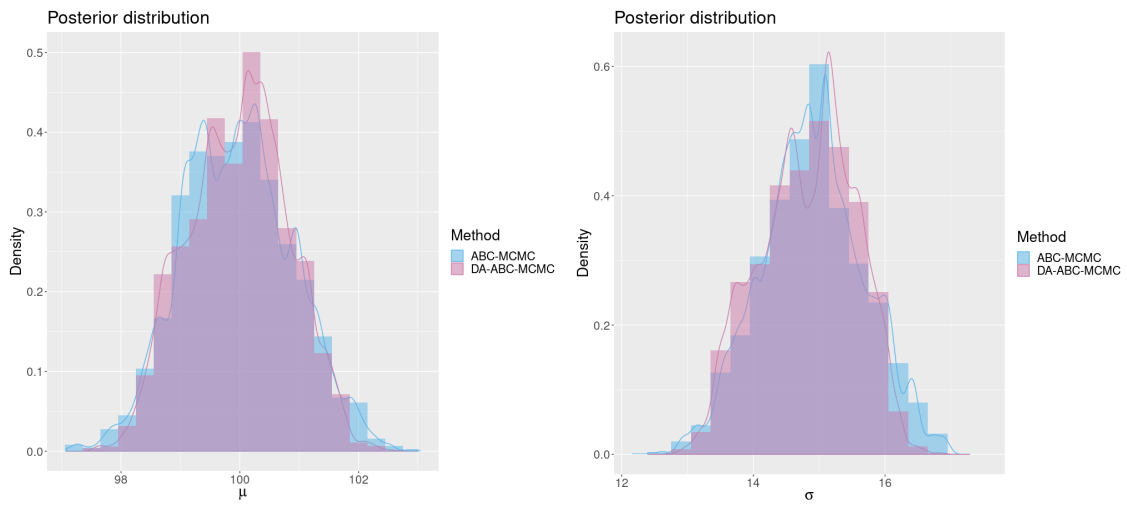 Posterior distribution
Density
0.5
0.4
0.3
0.2
0.1
0.0
98
100
102
μ
Method
ABC-MCMC
DA-ABC-MCMC
Posterior distribution
Density
0.6
0.4
0.2
0.0
12
14
16
σ
Method
ABC-MCMC
DA-ABC-MCMC